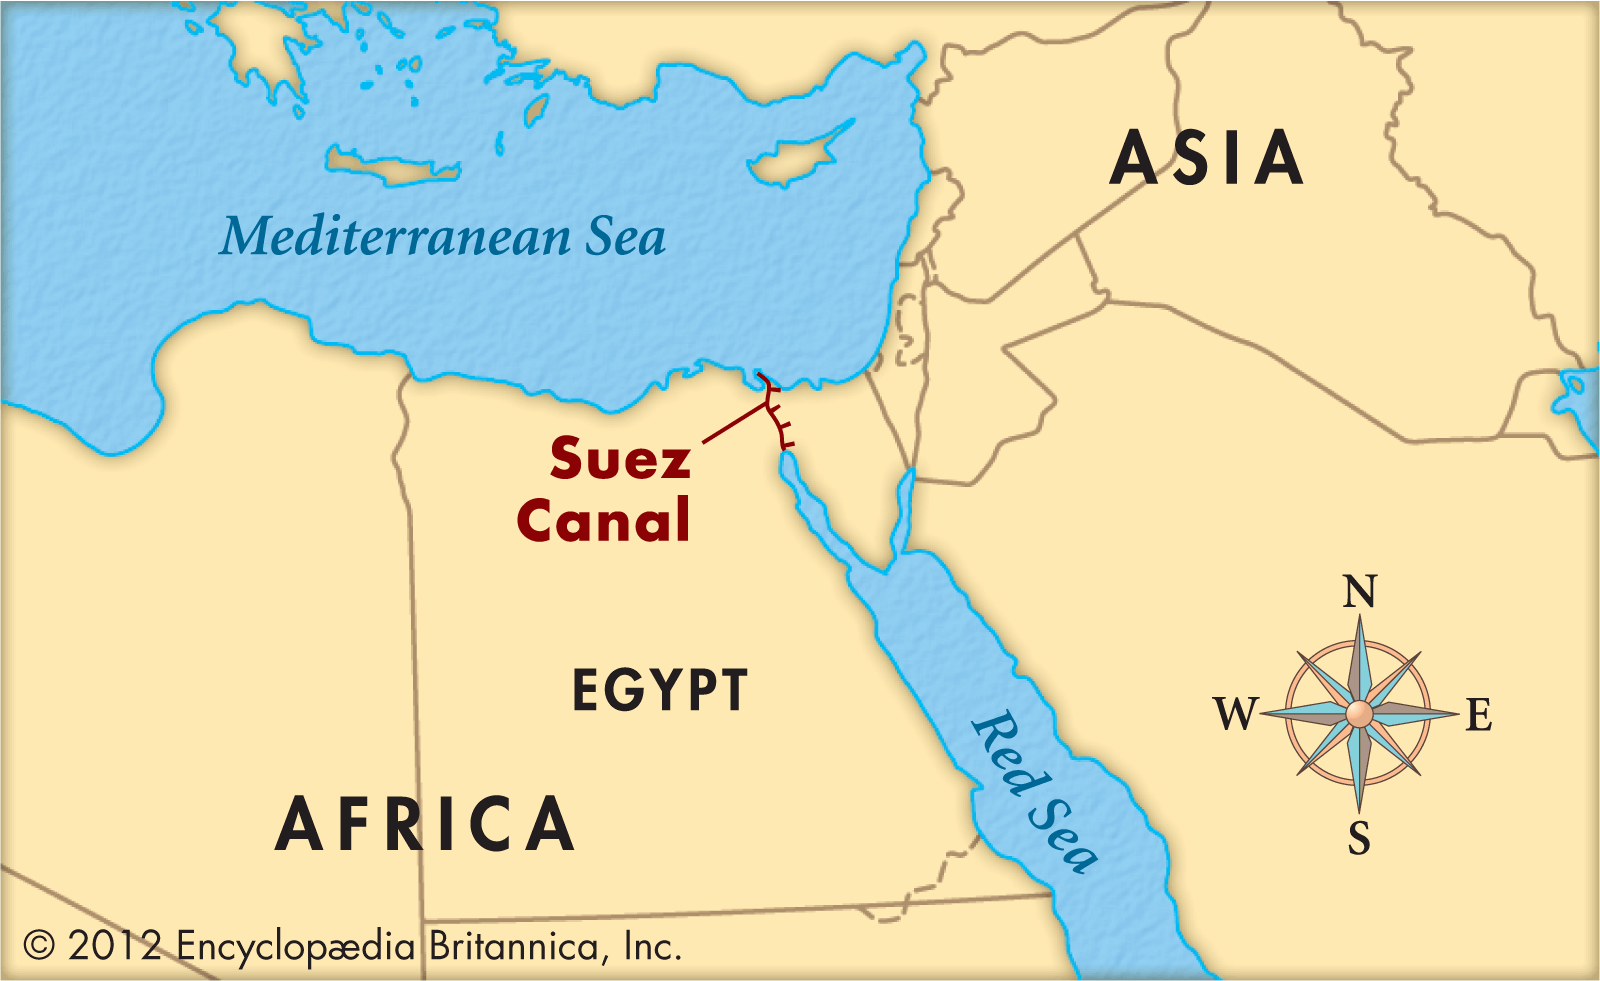 ASIA
Mediterranean Sea
Suez
Canal
N
W
E
S
EGYPT
Red Sea
AFRICA
© 2012 Encyclopædia Britannica, Inc.